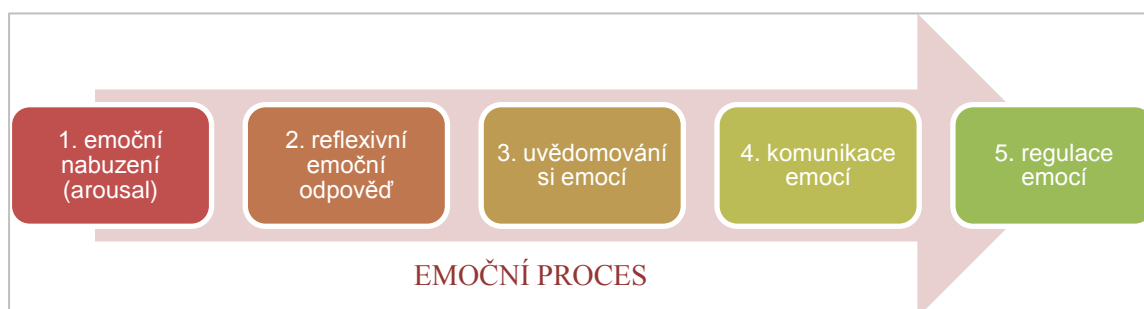 1. emoční
nabuzení
(arousal)
2. reflexivní
emoční
odpověď
3. uvědomování
si emocí
4. komunikace
emocí
5. regulace
emocí
EMOČNÍ PROCES